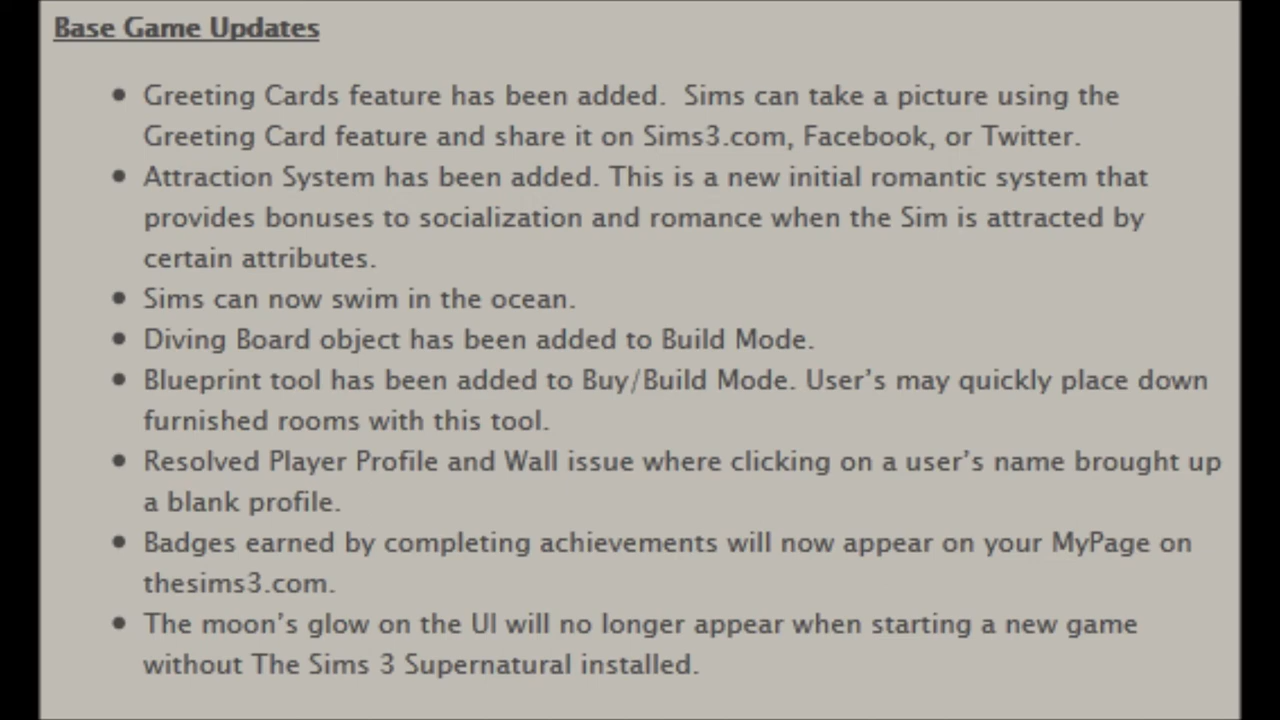 Base Game Updates
• Greeting Cards feature has been added.  Sims can take a picture using the
Greeting Card feature and share it on Sims3.com, Facebook, or Twitter.
• Attraction System has been added. This is a new initial romantic system that
provides bonuses to socialization and romance when the Sim is attracted by
certain attributes.
• Sims can now swim in the ocean.
• Diving Board object has been added to Build Mode.
• Blueprint tool has been added to Buy/Build Mode. User’s may quickly place down
furnished rooms with this tool.
• Resolved Player Profile and Wall issue where clicking on a user’s name brought up
a blank profile.
• Badges earned by completing achievements will now appear on your MyPage on
thesims3.com.
• The moon’s glow on the UI will no longer appear when starting a new game
without The Sims 3 Supernatural installed.